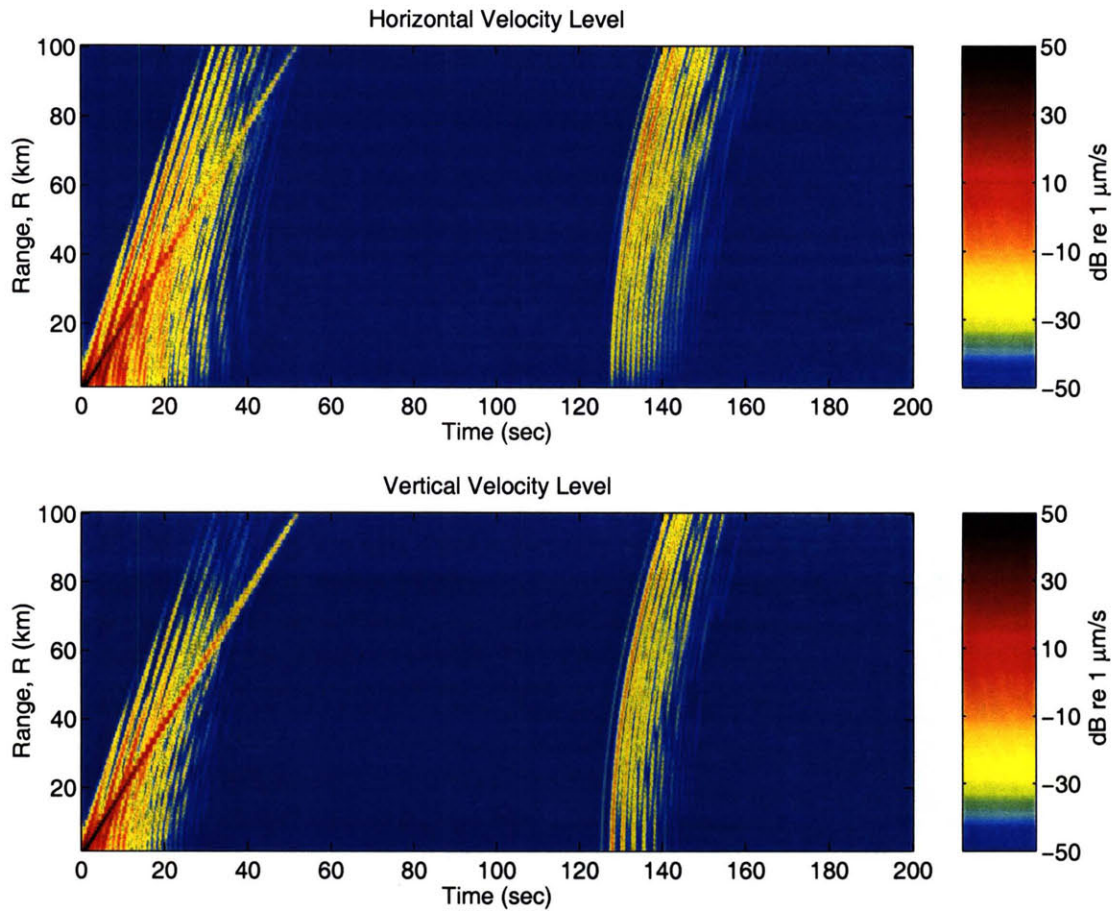 Horizontal Velocity Level
100
80
60
40
20
Range, R (km)
0 20 40 60 80 100 120 140 160 180 200
Time (sec)
50
30
10
−10
−30
−50
dB re 1 μm/s
Vertical Velocity Level
100
80
60
40
20
Range, R (km)
0 20 40 60 80 100 120 140 160 180 200
Time (sec)
50
30
10
−10
−30
−50
dB re 1 μm/s